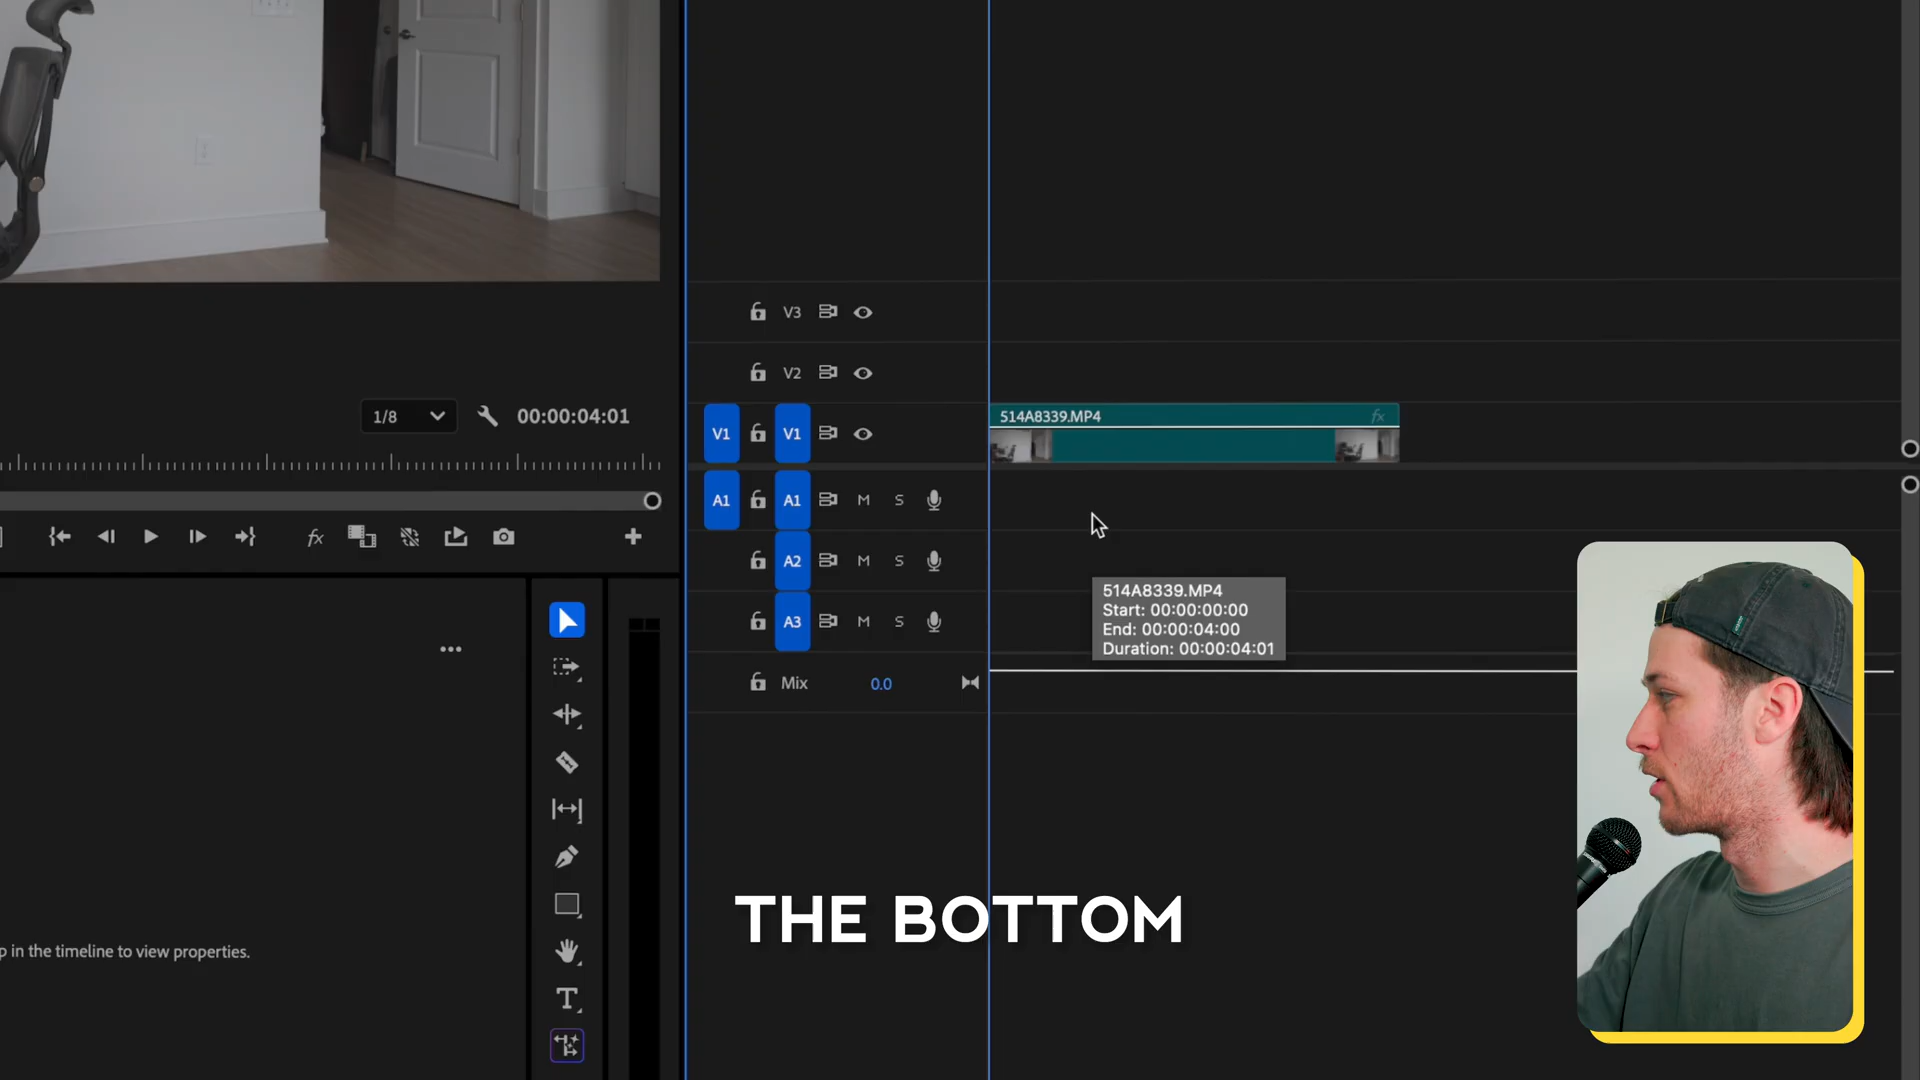 V3
V2
1/8
00:00:04:01
V1
V1
514A8339.MP4
fx
A1
A1
M
S
fx
A2
M
S
A3
M
S
514A8339.MP4
Start: 00:00:00:00
End: 00:00:04:00
Duration: 00:00:04:01
Mix
0.0
THE BOTTOM
p in the timeline to view properties.
T